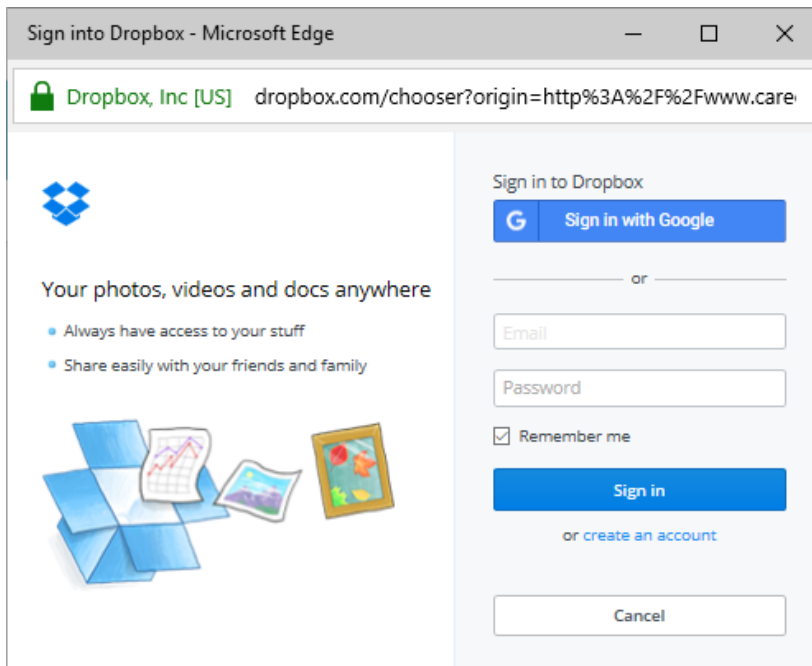 Sign into Dropbox - Microsoft Edge
Dropbox, Inc [US] dropbox.com/chooser?origin=http%3A%2F%2Fwww.care
Sign in to Dropbox
G Sign in with Google
or
Your photos, videos and docs anywhere
Always have access to your stuff
Share easily with your friends and family
Email
Password
Remember me
Sign in
or create an account
Cancel